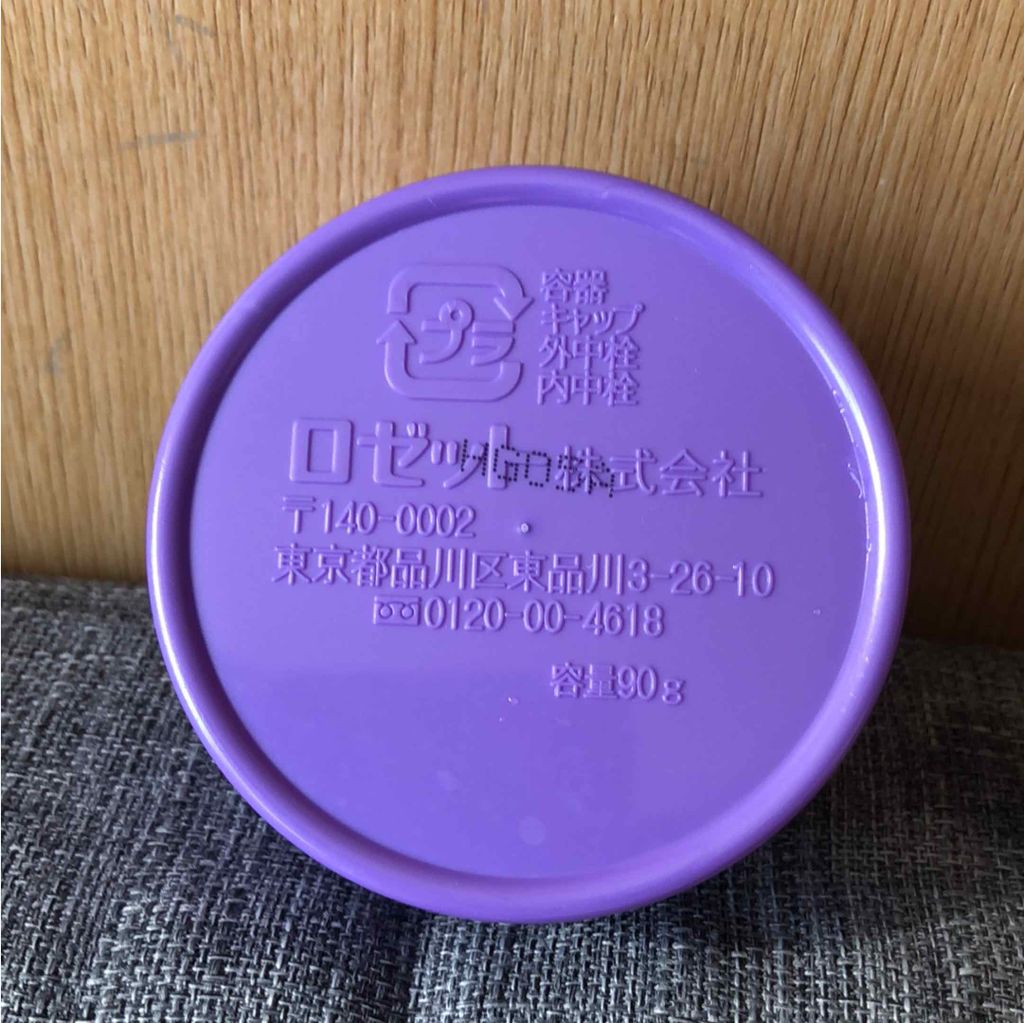 プラ
容器
キャップ
外中栓
内中栓
ロゼット株式会社
〒140-0002
東京都品川区東品川3-26-10
0120-00-4618
容量90g